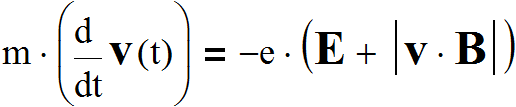 m · (d/dt v(t)) = −e · (E + |v · B|)